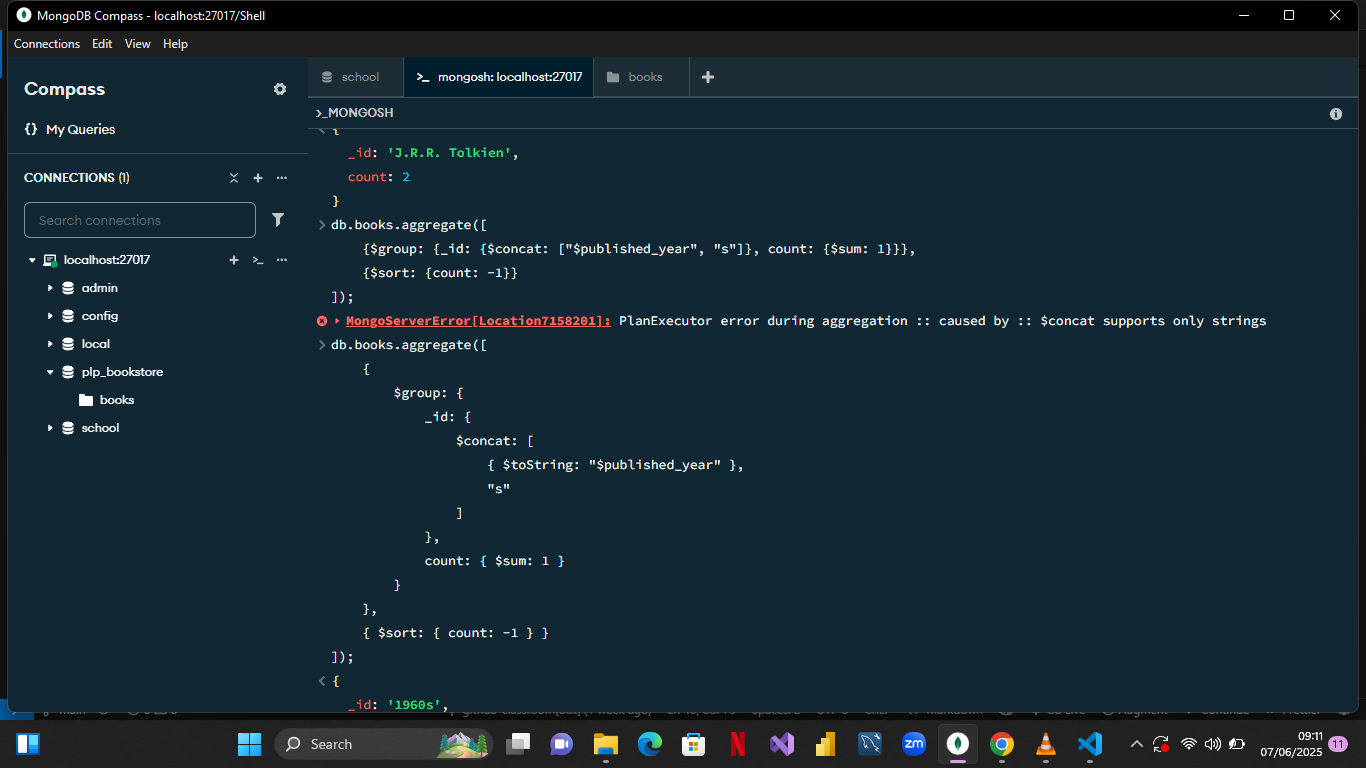 MongoDB Compass - localhost:27017/Shell
Connections Edit View Help
Compass
My Queries
CONNECTIONS (1)
Search connections
localhost:27017
admin
config
local
plp_bookstore
books
school
school
>_ mongosh: localhost:27017
books
>_MONGOSH
{
_id: 'J.R.R. Tolkien',
count: 2
}
db.books.aggregate([
{$group: {_id: {$concat: ["$published_year", "s"]}, count: {$sum: 1}}},
{$sort: {count: -1}}
]);
MongoServerError[Location7158201]: PlanExecutor error during aggregation :: caused by :: $concat supports only strings
db.books.aggregate([
{
$group: {
_id: {
$concat: [
{ $toString: "$published_year" },
"s"
]
},
count: { $sum: 1 }
}
},
{ $sort: { count: -1 } }
]);
{
_id: '1960s',
Search
zm
09:11
07/06/2025
11